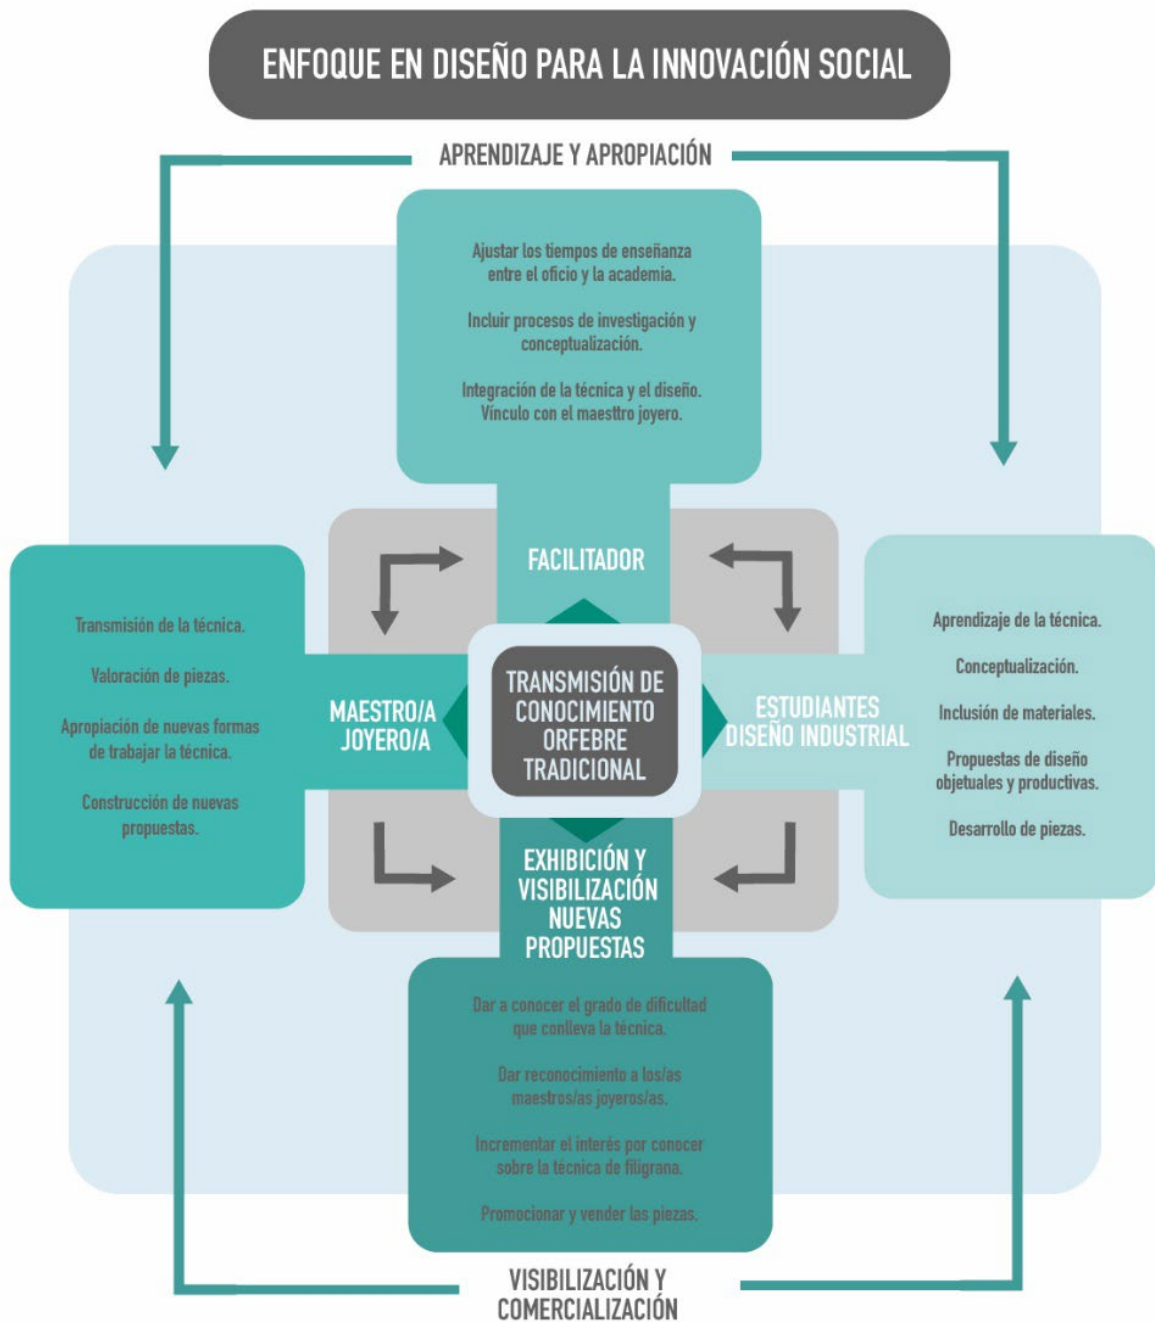 ENFOQUE EN DISEÑO PARA LA INNOVACIÓN SOCIAL
APRENDIZAJE Y APROPIACIÓN
Ajustar los tiempos de enseñanza
entre el oficio y la academia.
Incluir procesos de investigación y
conceptualización.
Integración de la técnica y el diseño.
Vínculo con el maesttro joyero.
FACILITADOR
Transmisión de la técnica.
Valoración de piezas.
Apropiación de nuevas formas
de trabajar la técnica.
Construcción de nuevas
propuestas.
MAESTRO/A
JOYERO/A
TRANSMISIÓN DE
CONOCIMIENTO
ORFEBRE
TRADICIONAL
ESTUDIANTES
DISEÑO INDUSTRIAL
Aprendizaje de la técnica.
Conceptualización.
Inclusión de materiales.
Propuestas de diseño
objetuales y productivas.
Desarrollo de piezas.
EXHIBICIÓN Y
VISIBILIZACIÓN
NUEVAS
PROPUESTAS
Dar a conocer el grado de dificultad
que conlleva la técnica.
Dar reconocimiento a los/as
maestros/as joyeros/as.
Incrementar el interés por conocer
sobre la técnica de filigrana.
Promocionar y vender las piezas.
VISIBILIZACIÓN Y
COMERCIALIZACIÓN